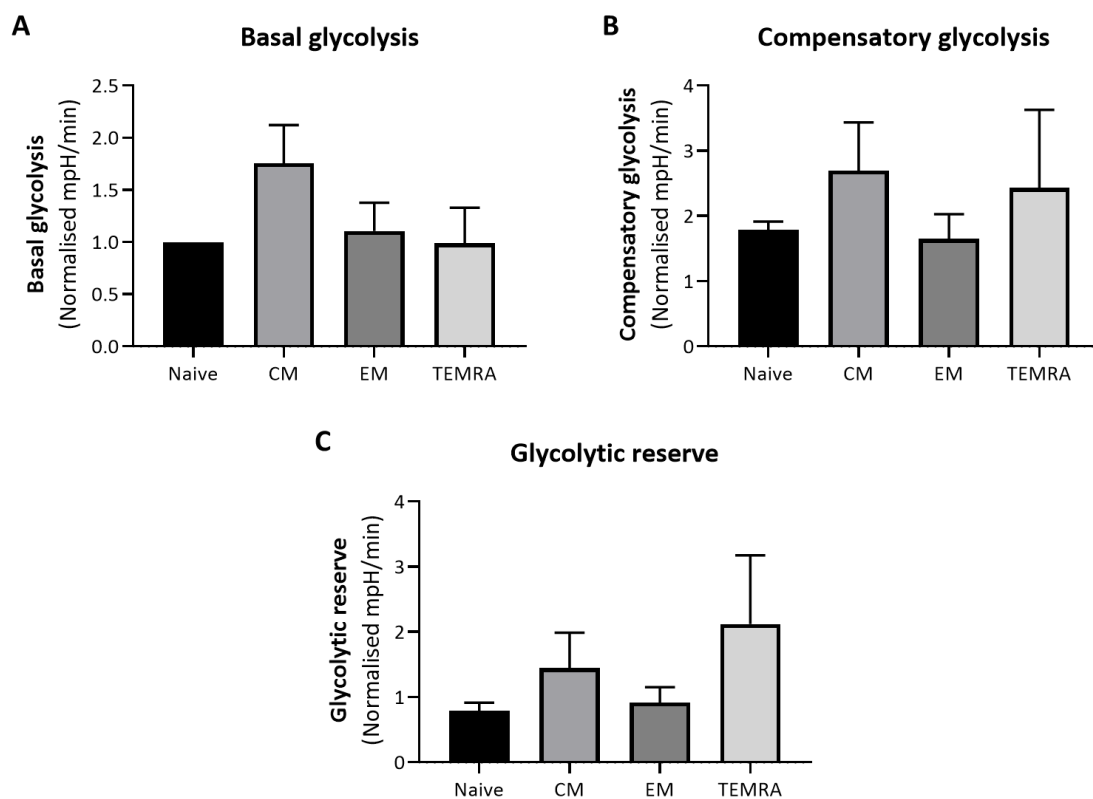 A
Basal glycolysis
Basal glycolysis
(Normalised mpH/min)
2.5
2.0
1.5
1.0
0.5
0.0
Naive CM EM TEMRA
B
Compensatory glycolysis
Compensatory glycolysis
(Normalised mpH/min)
4
3
2
1
0
Naive CM EM TEMRA
C
Glycolytic reserve
Glycolytic reserve
(Normalised mpH/min)
4
3
2
1
0
Naive CM EM TEMRA